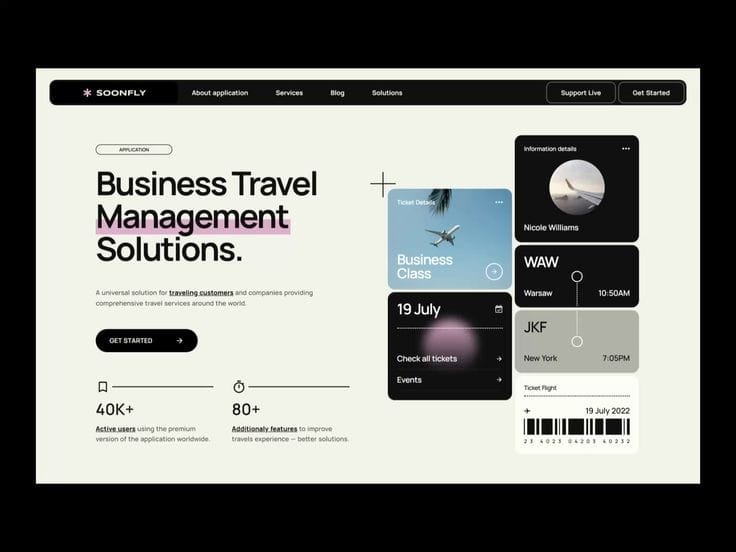 SOONFLY
About application
Services
Blog
Solutions
Support Live
Get Started
APPLICATION
Business Travel
Management
Solutions.
A universal solution for traveling customers and companies providing
comprehensive travel services around the world.
GET STARTED
40K+
Active users using the premium
version of the application worldwide.
80+
Additionaly features to improve
travels experience — better solutions.
Ticket Details
Business
Class
19 July
Check all tickets
Events
Information details
Nicole Williams
WAW
Warsaw
10:50AM
JKF
New York
7:05PM
Ticket Flight
19 July 2022
23 4023 04203 40232